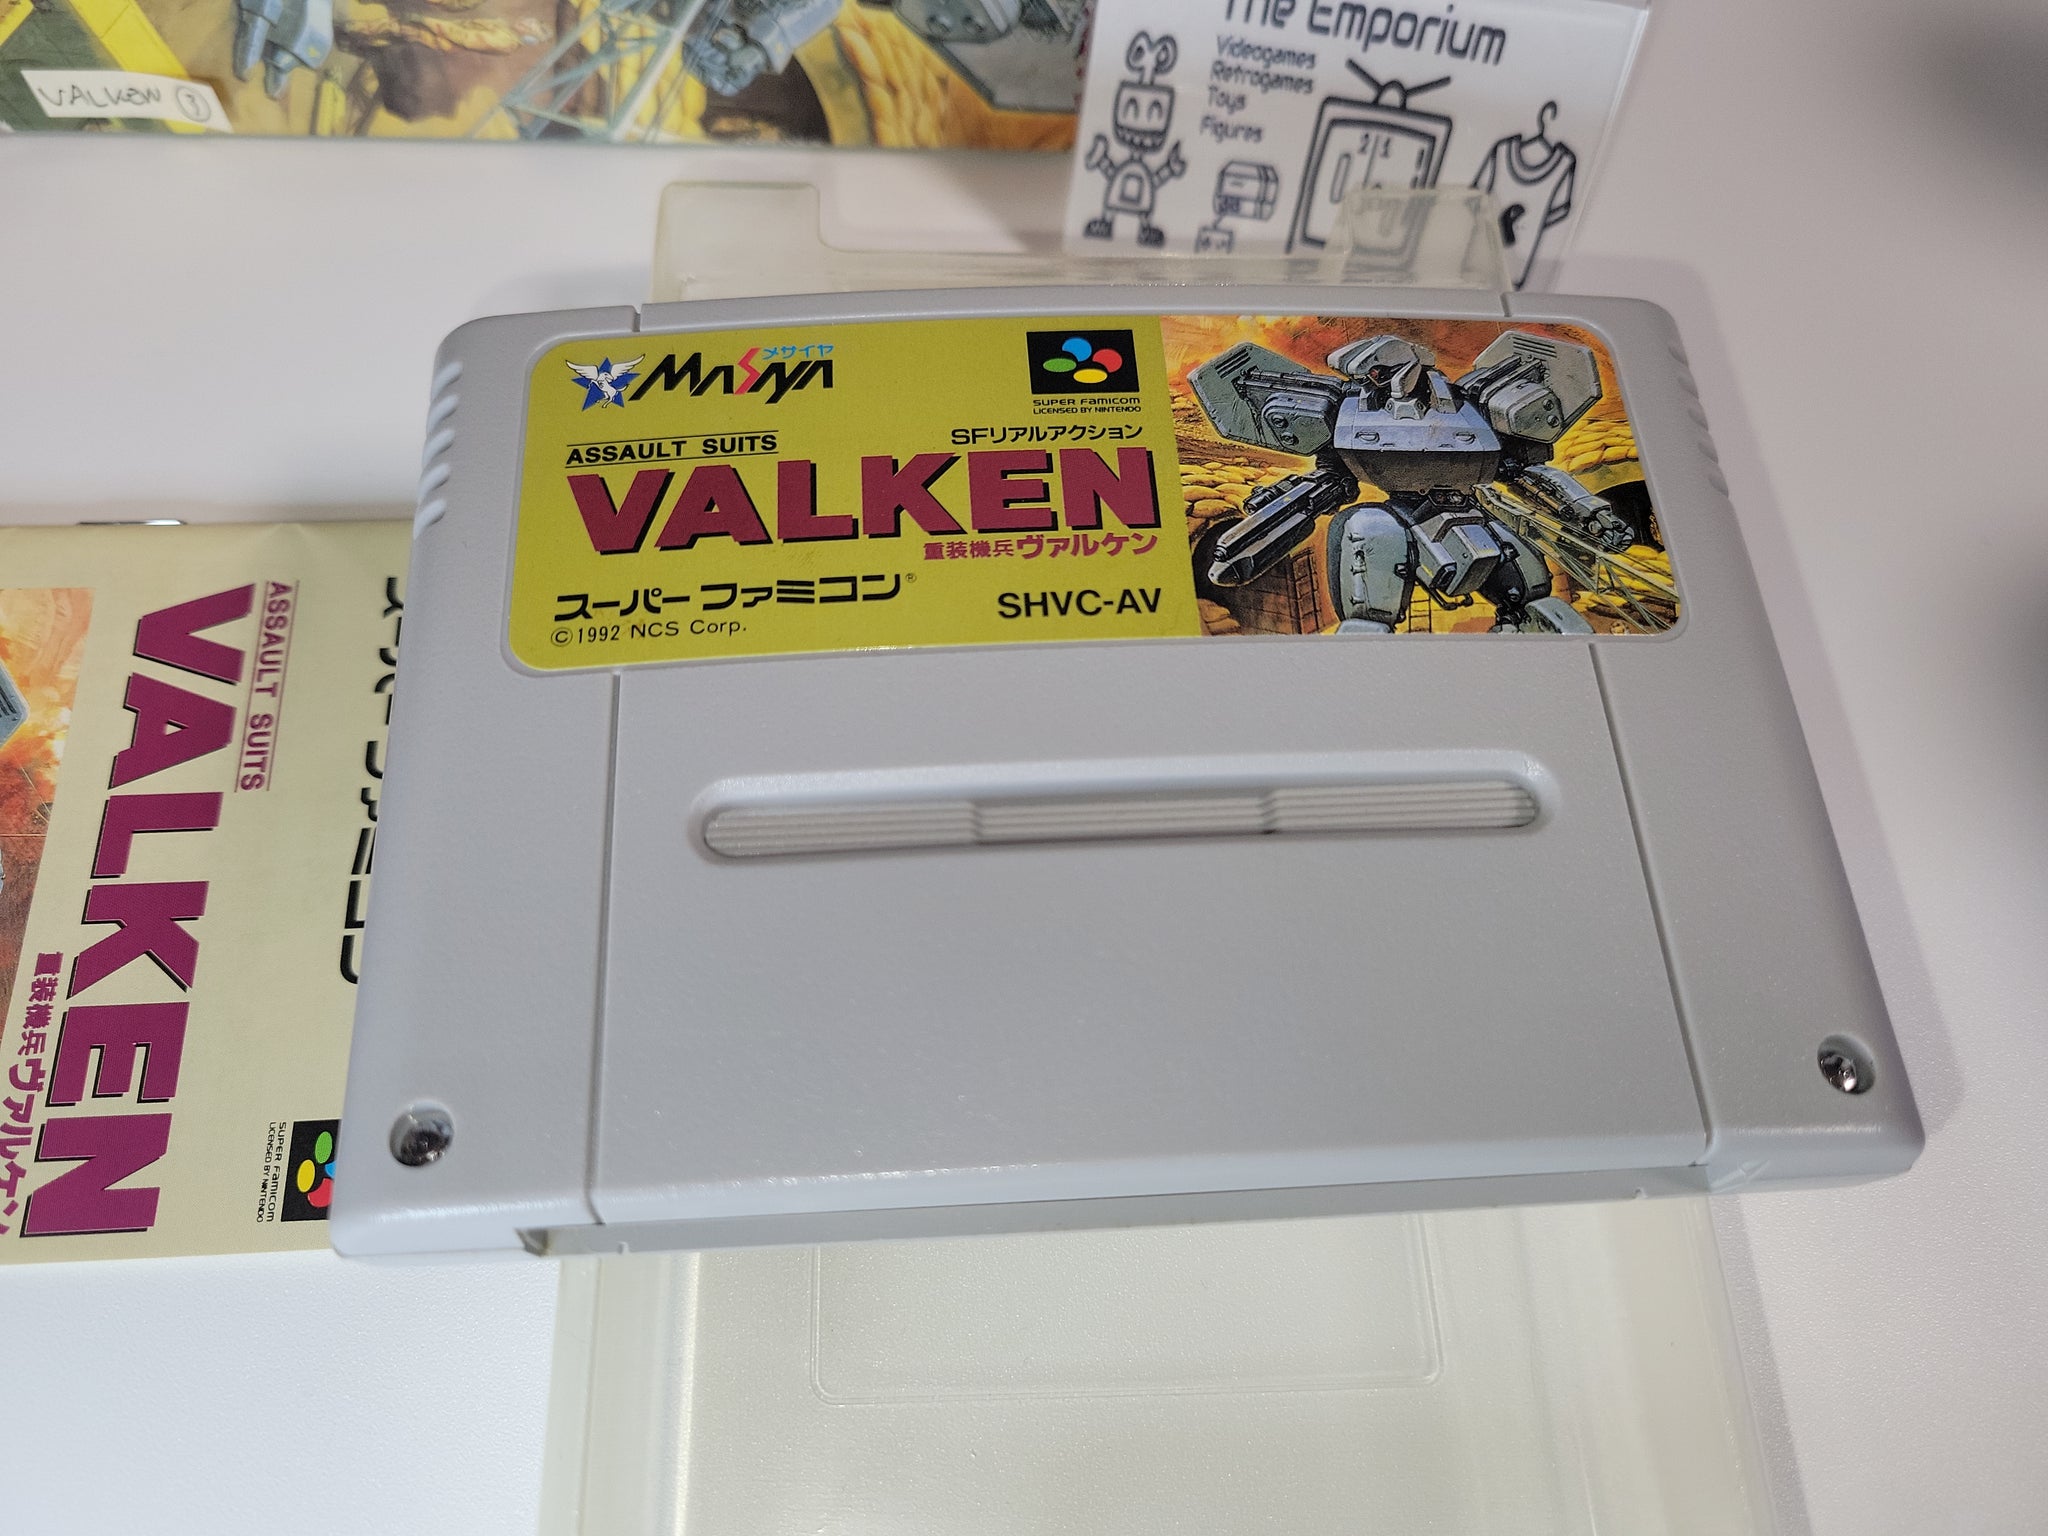 VALKEN ③
The Emporium
Videogames
Retrogames
Toys
Figures
メサイヤ
MASAYA
SUPER FAMICOM
LICENSED BY NINTENDO
ASSAULT SUITS
SFリアルアクション
VALKEN
重装機兵ヴァルケン
スーパーファミコン®
SHVC-AV
©1992 NCS Corp.
ASSAULT SUITS
VALKEN
重装機兵ヴァルケン
SUPER FAMICOM
LICENSED BY NINTENDO